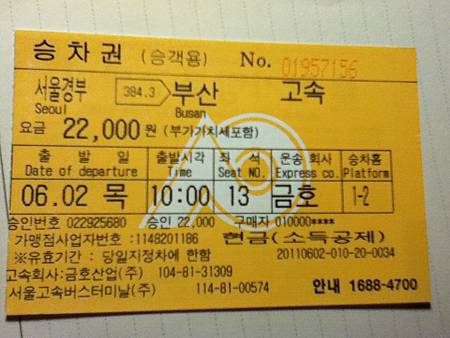 승차권 (승객용) No. 01957156
서울경부 384.3 부산 고속
Seoul Busan
요금 22,000원 (부가가치세포함)
출발일 출발시각 좌석 운송회사 승차홈
Date of departure Time Seat NO. Express co. Platform
06.02 목 10:00 13 금호 1-2
승인번호 022925680 승인 22,000 구매자 010000****
가맹점사업자번호:1148201186 현금(소득공제)
※유효기간 : 당일지정차에 한함 20110602-010-20-0034
고속회사:금호산업(주) 104-81-31309
서울고속버스터미날(주) 114-81-00574 안내 1688-4700